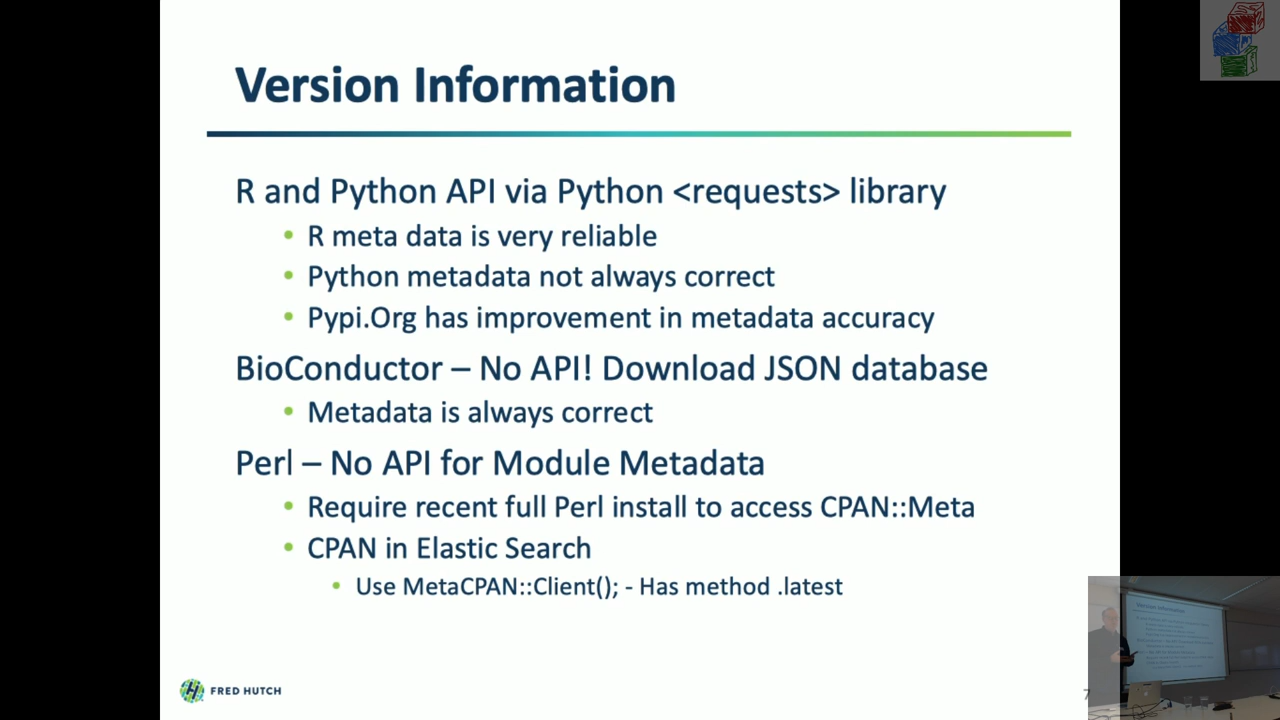 Version Information
R and Python API via Python <requests> library
• R meta data is very reliable
• Python metadata not always correct
• Pypi.Org has improvement in metadata accuracy
BioConductor – No API! Download JSON database
• Metadata is always correct
Perl – No API for Module Metadata
• Require recent full Perl install to access CPAN::Meta
• CPAN in Elastic Search
• Use MetaCPAN::Client(); - Has method .latest
FRED HUTCH
7
Version Information